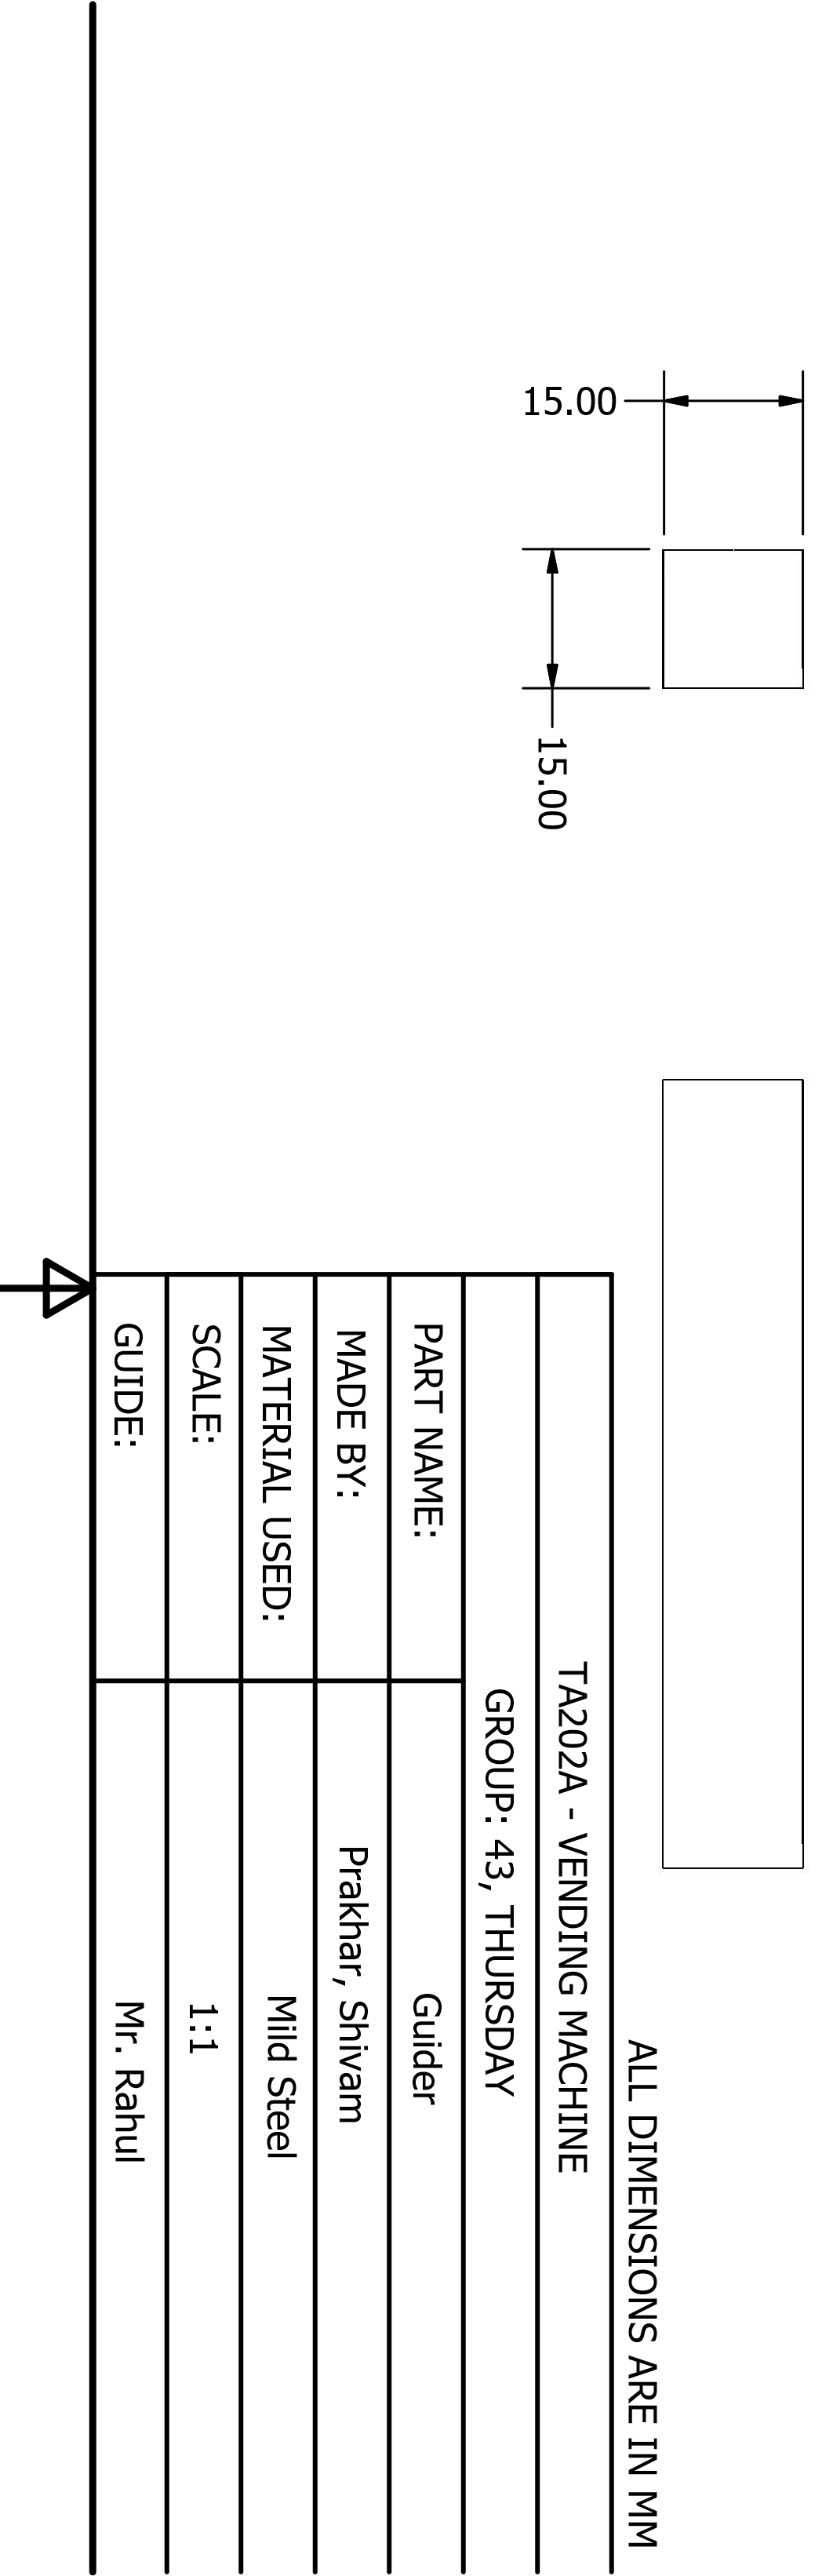 15.00
15.00
ALL DIMENSIONS ARE IN MM
TA202A - VENDING MACHINE
GROUP: 43, THURSDAY
PART NAME: Guider
MADE BY: Prakhar, Shivam
MATERIAL USED: Mild Steel
SCALE: 1:1
GUIDE: Mr. Rahul